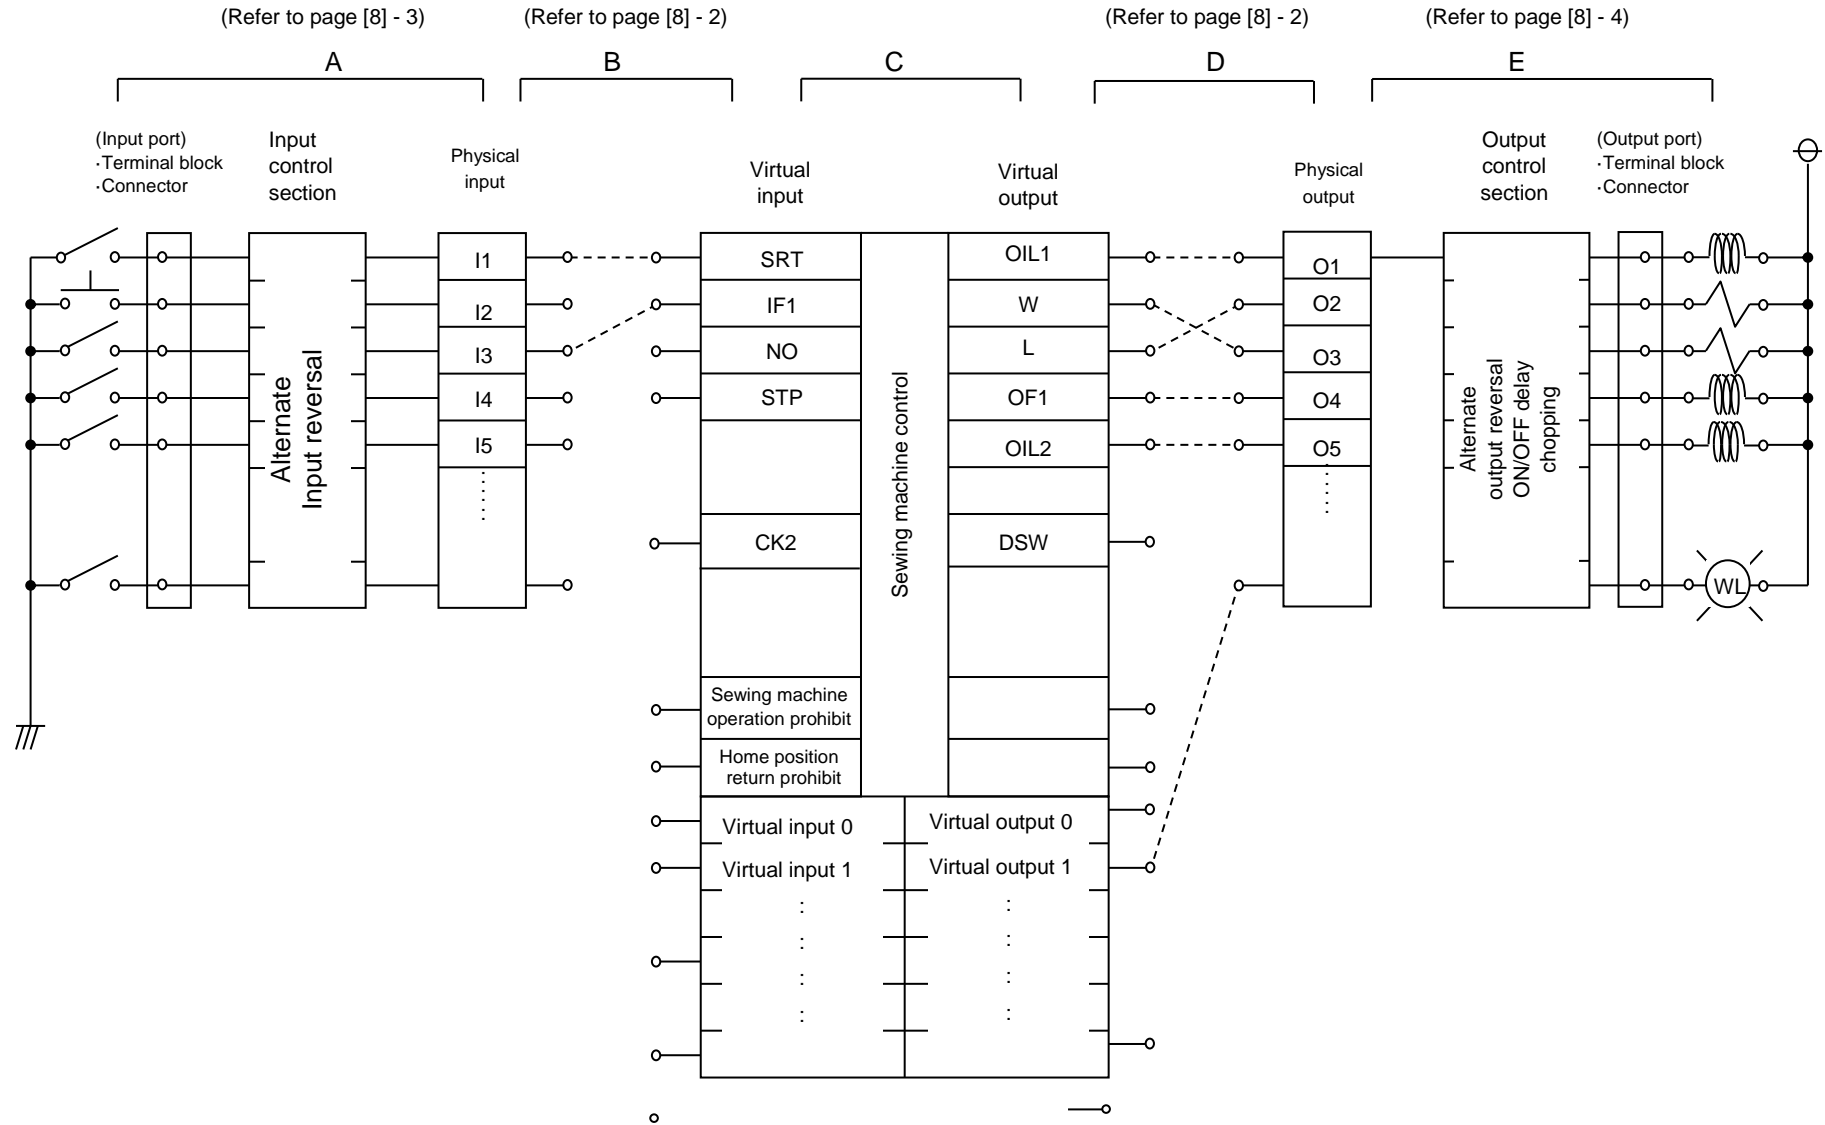 (Refer to page [8] - 3)
(Refer to page [8] - 2)
(Refer to page [8] - 2)
(Refer to page [8] - 4)
A
B
C
D
E
(Input port)
·Terminal block
·Connector
Input
control
section
Physical
input
Virtual
input
Virtual
output
Physical
output
Output
control
section
(Output port)
·Terminal block
·Connector
Alternate
Input reversal
I1
I2
I3
I4
I5
SRT
IF1
NO
STP
CK2
Sewing machine
operation prohibit
Home position
return prohibit
Sewing machine control
OIL1
W
L
OF1
OIL2
DSW
Virtual input 0
Virtual input 1
Virtual output 0
Virtual output 1
O1
O2
O3
O4
O5
Alternate
output reversal
ON/OFF delay
chopping
WL